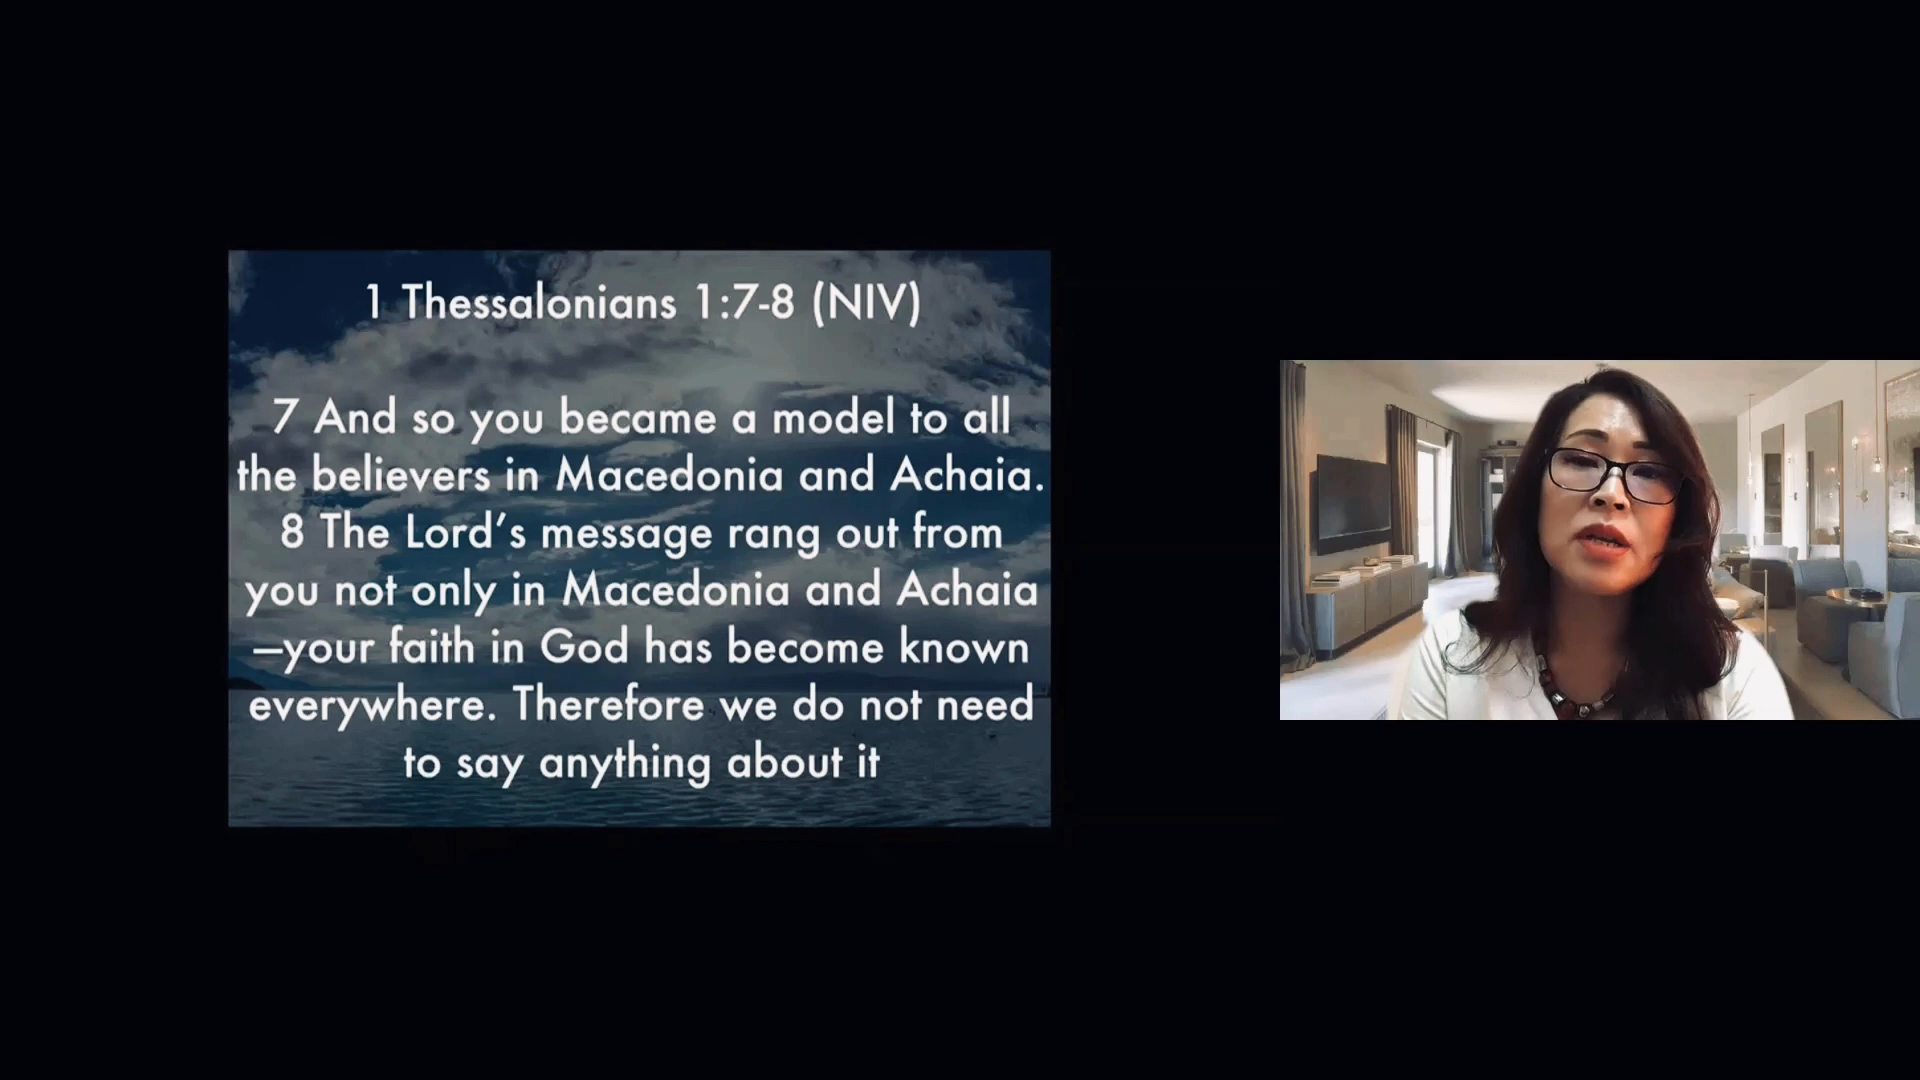 1 Thessalonians 1:7-8 (NIV)
7 And so you became a model to all
the believers in Macedonia and Achaia.
8 The Lord’s message rang out from
you not only in Macedonia and Achaia
—your faith in God has become known
everywhere. Therefore we do not need
to say anything about it